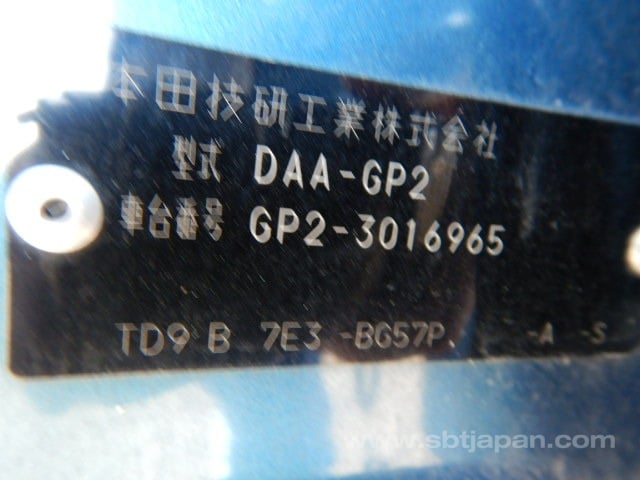 本田技研工業株式会社
型式 DAA-GP2
車台番号 GP2-3016965
TD9 B 7E3 -BG57P. -A -S
www.sbtjapan.com